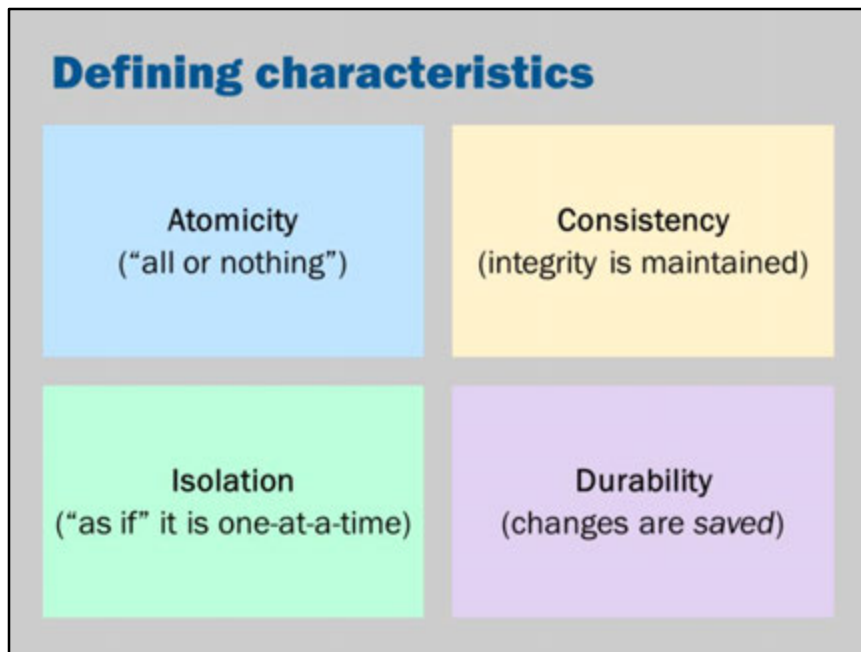 Defining characteristics
Atomicity
(“all or nothing”)
Consistency
(integrity is maintained)
Isolation
(“as if” it is one-at-a-time)
Durability
(changes are saved)